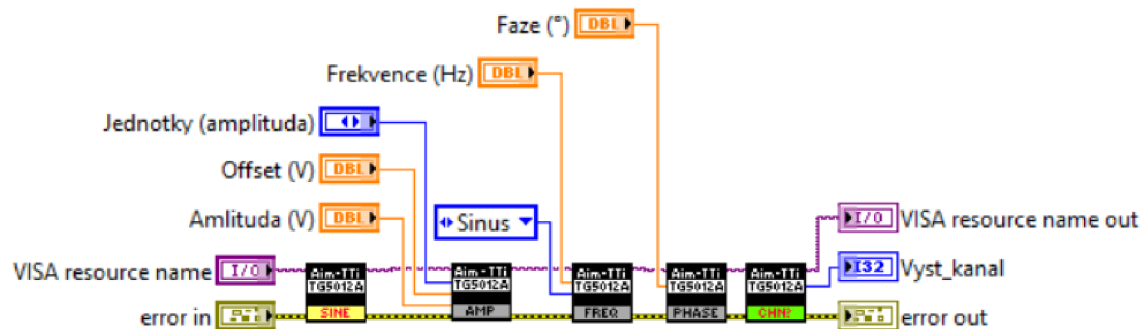 Faze (°) DBL
Frekvence (Hz) DBL
Jednotky (amplituda)
Offset (V) DBL
Amlituda (V) DBL
Sinus
VISA resource name I/O
I/O VISA resource name out
Aim-TTi Aim-TTi Aim-TTi Aim-TTi Aim-TTi
TG5012A TG5012A TG5012A TG5012A TG5012A
I32 Vyst_kanal
SINE AMP FREQ PHASE CHN?
error in
error out